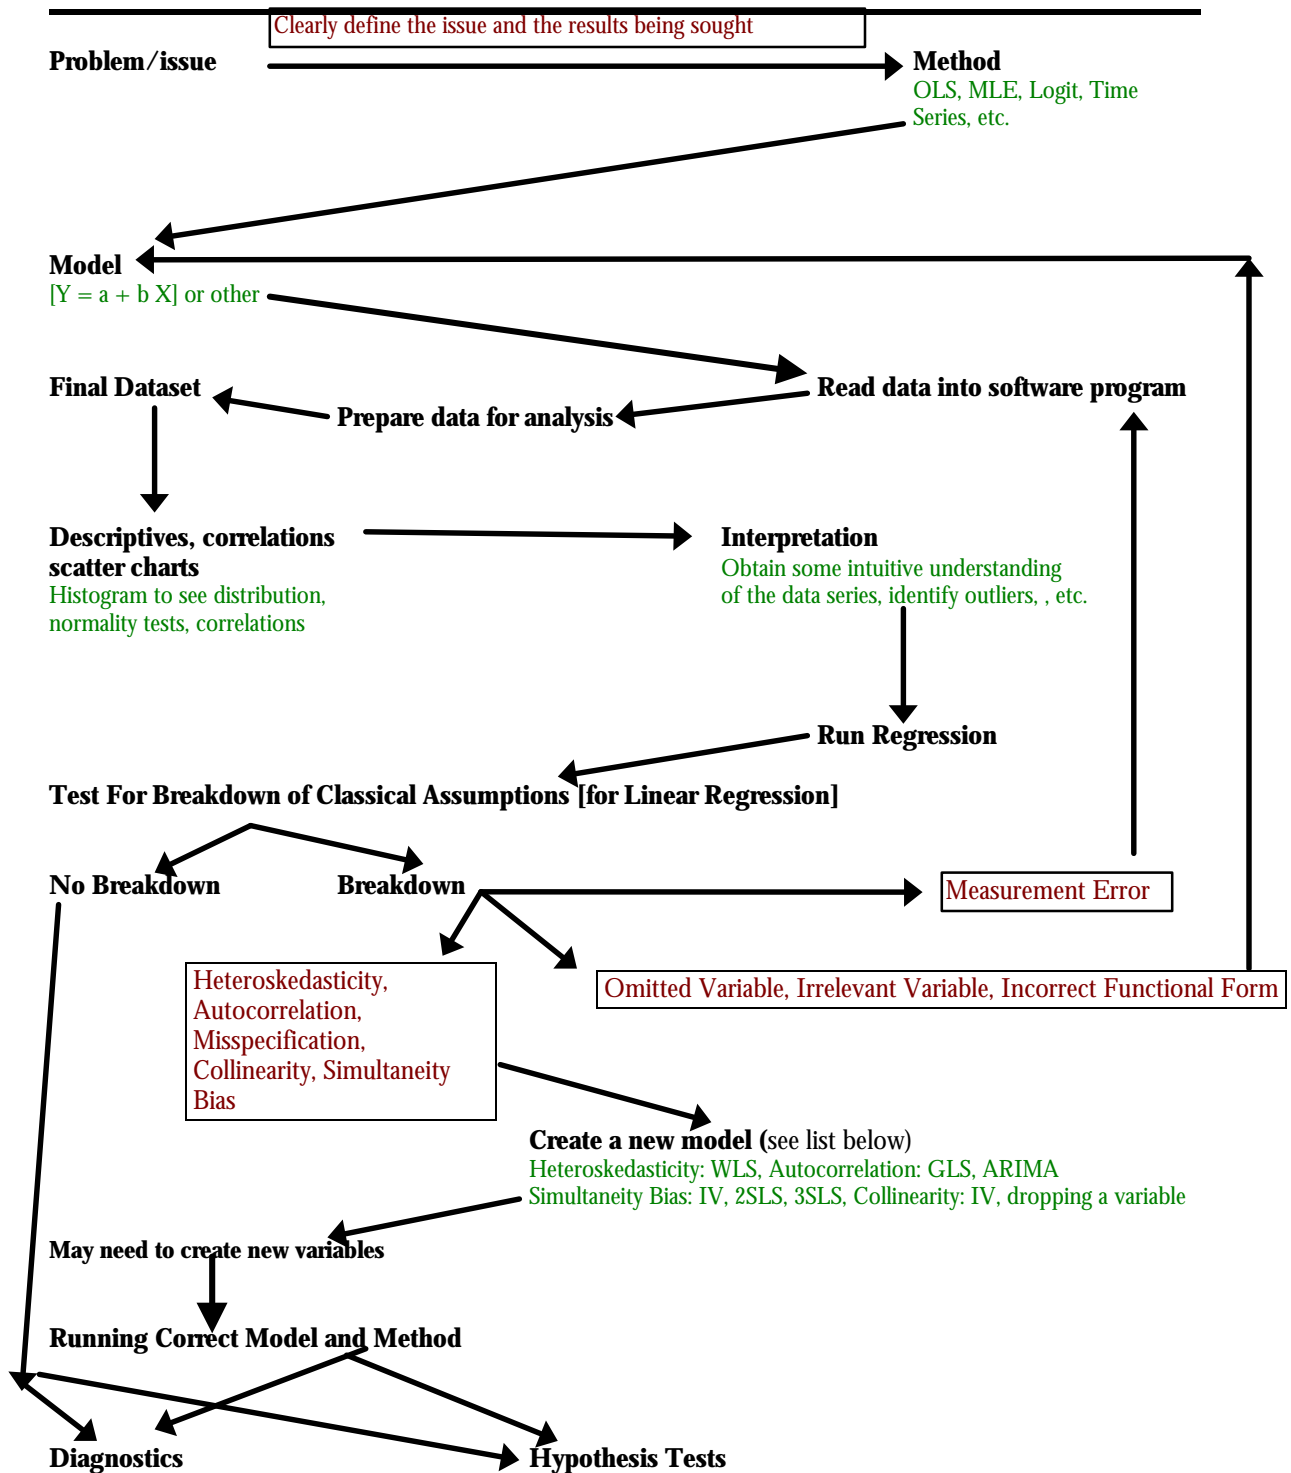 Clearly define the issue and the results being sought
Problem/issue
Method
OLS, MLE, Logit, Time
Series, etc.
Model
[Y = a + b X] or other
Final Dataset
Read data into software program
Prepare data for analysis
Descriptives, correlations
scatter charts
Histogram to see distribution,
normality tests, correlations
Interpretation
Obtain some intuitive understanding
of the data series, identify outliers, , etc.
Run Regression
Test For Breakdown of Classical Assumptions [for Linear Regression]
No Breakdown
Breakdown
Measurement Error
Heteroskedasticity,
Autocorrelation,
Misspecification,
Collinearity, Simultaneity
Bias
Omitted Variable, Irrelevant Variable, Incorrect Functional Form
Create a new model (see list below)
Heteroskedasticity: WLS, Autocorrelation: GLS, ARIMA
Simultaneity Bias: IV, 2SLS, 3SLS, Collinearity: IV, dropping a variable
May need to create new variables
Running Correct Model and Method
Diagnostics
Hypothesis Tests